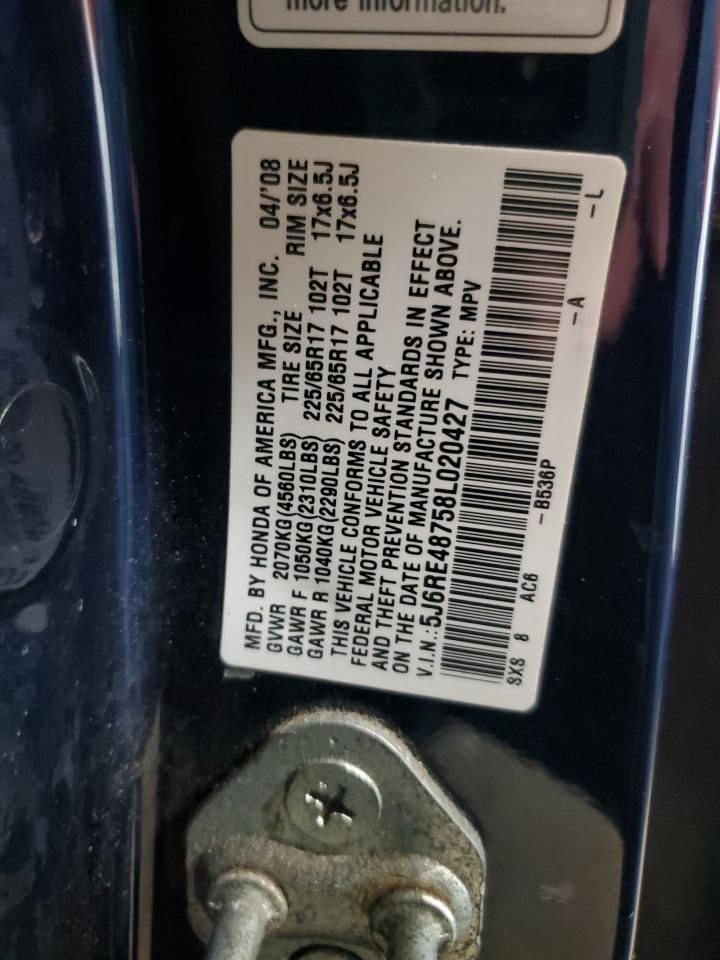 more information.
MFD. BY HONDA OF AMERICA MFG., INC. 04/'08
GVWR 2070KG(4560LBS) TIRE SIZE RIM SIZE
GAWR F 1050KG(2310LBS) 225/65R17 102T 17x6.5J
GAWR R 1040KG(2290LBS) 225/65R17 102T 17x6.5J
THIS VEHICLE CONFORMS TO ALL APPLICABLE
FEDERAL MOTOR VEHICLE SAFETY
AND THEFT PREVENTION STANDARDS IN EFFECT
ON THE DATE OF MANUFACTURE SHOWN ABOVE.
V.I.N.:5J6RE48758L020427 TYPE: MPV
SXS 8 AC6 -B536P -A -L